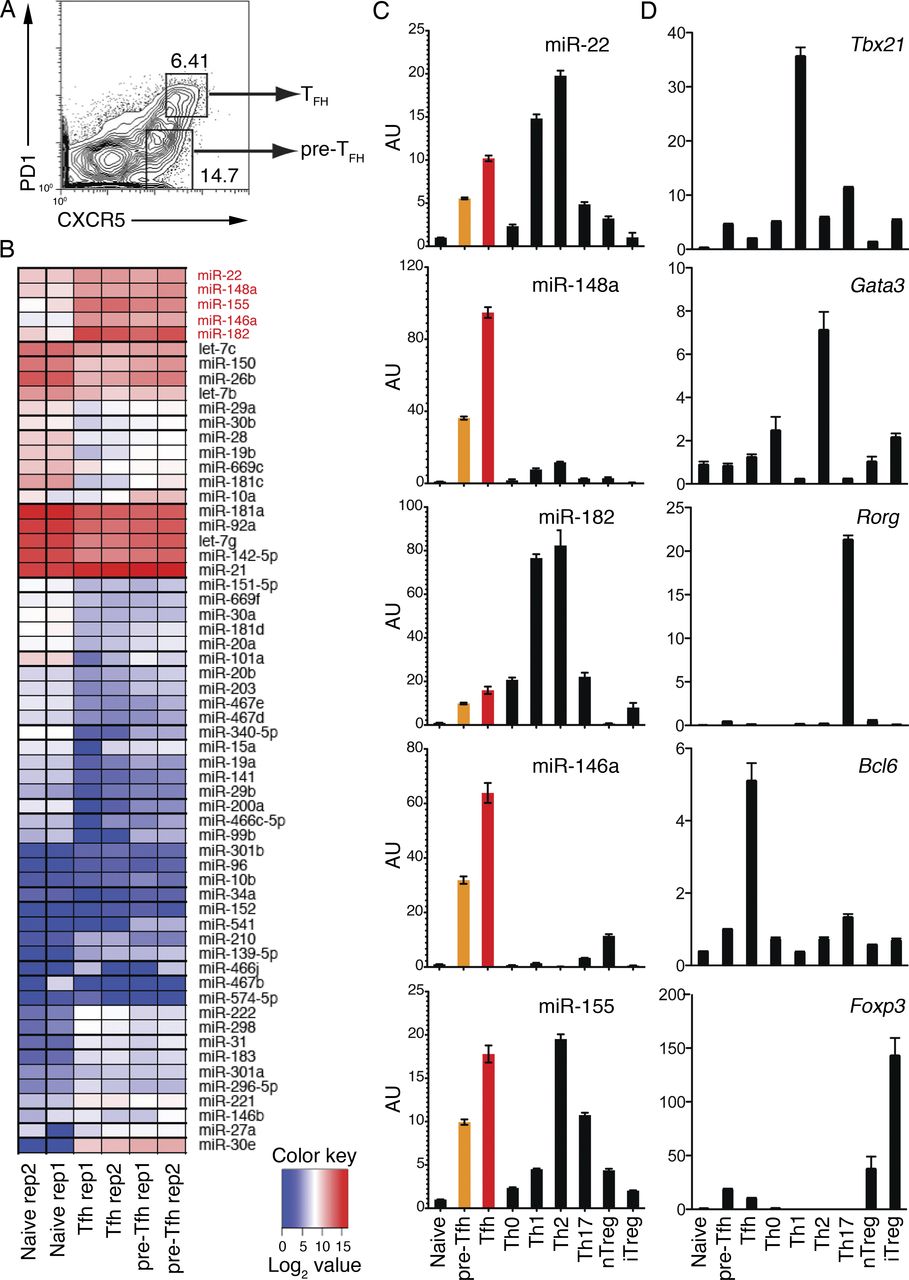 A
PD1
10⁰
10⁰
CXCR5
6.41
T_FH
pre-T_FH
14.7
B
miR-22
miR-148a
miR-155
miR-146a
miR-182
let-7c
miR-150
miR-26b
let-7b
miR-29a
miR-30b
miR-28
miR-19b
miR-669c
miR-181c
miR-10a
miR-181a
miR-92a
let-7g
miR-142-5p
miR-21
miR-151-5p
miR-669f
miR-30a
miR-181d
miR-20a
miR-101a
miR-20b
miR-203
miR-467e
miR-467d
miR-340-5p
miR-15a
miR-19a
miR-141
miR-29b
miR-200a
miR-466c-5p
miR-99b
miR-301b
miR-96
miR-10b
miR-34a
miR-152
miR-541
miR-210
miR-139-5p
miR-466j
miR-467b
miR-574-5p
miR-222
miR-298
miR-31
miR-183
miR-301a
miR-296-5p
miR-221
miR-146b
miR-27a
miR-30e
Naive rep2
Naive rep1
Tfh rep1
Tfh rep2
pre-Tfh rep1
pre-Tfh rep2
Color key
0 5 10 15
Log₂ value
C
miR-22
AU
25
20
15
10
5
0
miR-148a
AU
120
80
40
0
miR-182
AU
100
80
60
40
20
0
miR-146a
AU
80
60
40
20
0
miR-155
AU
25
20
15
10
5
0
Naive
pre-Tfh
Tfh
Th0
Th1
Th2
Th17
nTreg
iTreg
D
Tbx21
40
30
20
10
0
Gata3
10
8
6
4
2
0
Rorg
25
20
15
10
5
0
Bcl6
6
4
2
0
Foxp3
200
150
100
50
0
Naive
pre-Tfh
Tfh
Th0
Th1
Th2
Th17
nTreg
iTreg